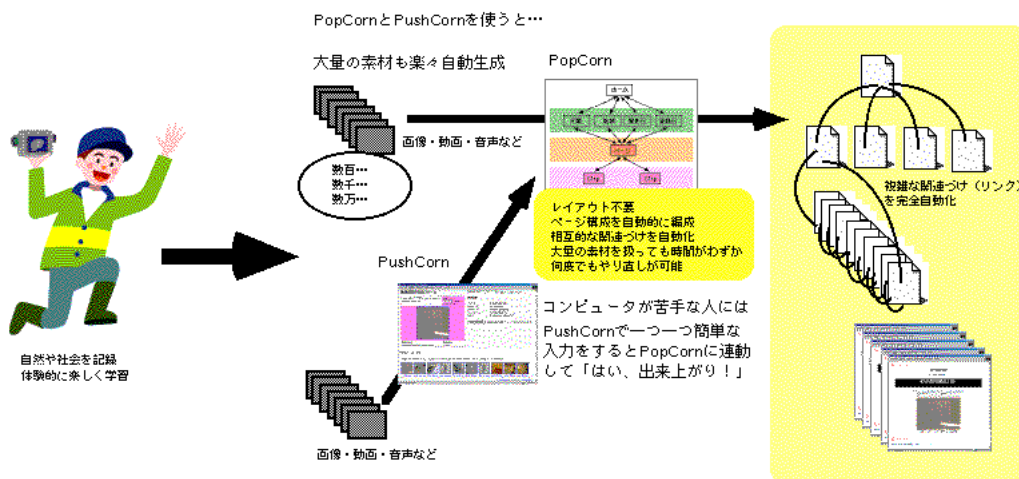 PopCornとPushCornを使うと…
大量の素材も楽々自動生成
画像・動画・音声など
数百…
数千…
数万…
PopCorn
ホーム
レイアウト不要
ページ構成を自動的に編成
相互的な関連づけを自動化
大量の素材を扱っても時間がわずか
何度でもやり直しが可能
複雑な関連づけ（リンク）
を完全自動化
自然や社会を記録
体験的に楽しく学習
PushCorn
画像・動画・音声など
コンピュータが苦手な人には
PushCornで一つ一つ簡単な
入力をするとPopCornに連動
して「はい、出来上がり！」